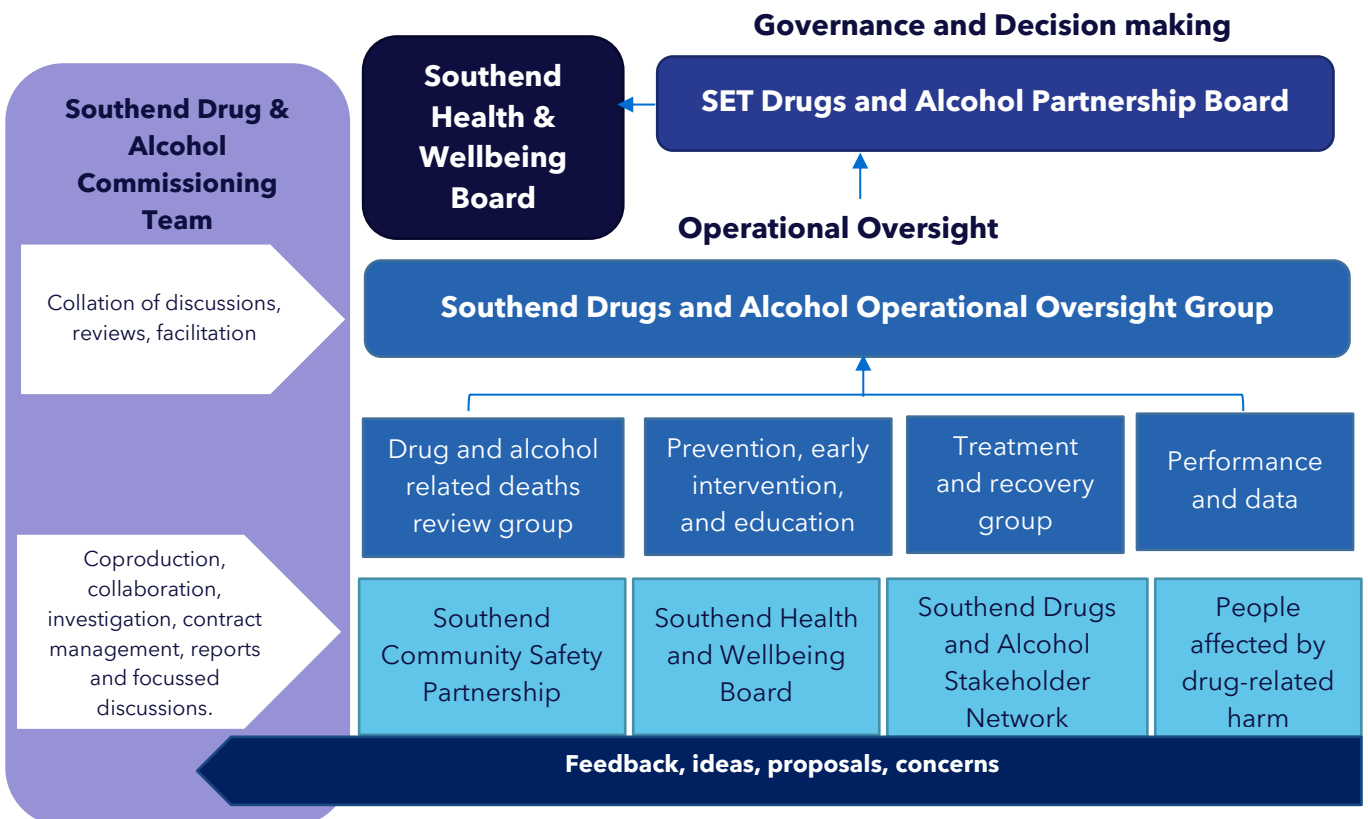 Governance and Decision making
Southend
Health &
Wellbeing
Board
SET Drugs and Alcohol Partnership Board
Southend Drug &
Alcohol
Commissioning
Team
Operational Oversight
Collation of discussions,
reviews, facilitation
Southend Drugs and Alcohol Operational Oversight Group
Drug and alcohol
related deaths
review group
Prevention, early
intervention,
and education
Treatment
and recovery
group
Performance
and data
Coproduction,
collaboration,
investigation, contract
management, reports
and focussed
discussions.
Southend
Community Safety
Partnership
Southend Health
and Wellbeing
Board
Southend Drugs
and Alcohol
Stakeholder
Network
People
affected by
drug-related
harm
Feedback, ideas, proposals, concerns